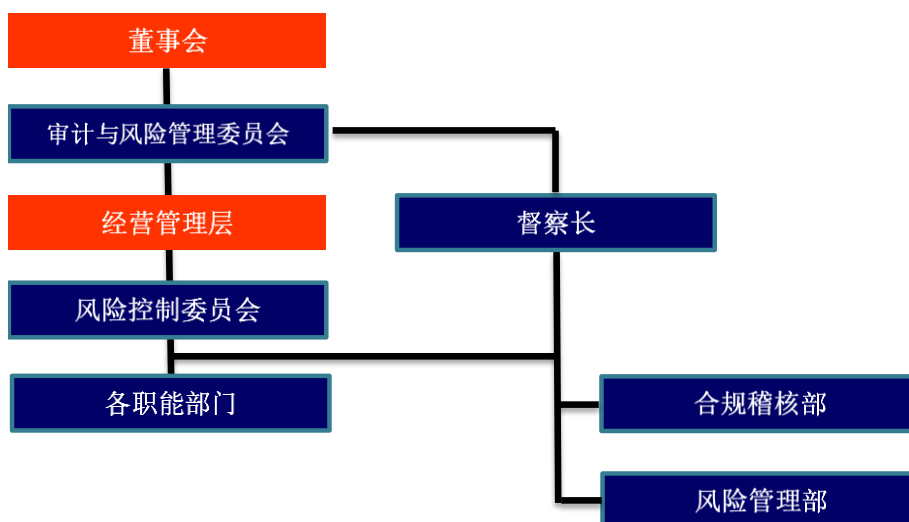 董事会
审计与风险管理委员会
经营管理层
督察长
风险控制委员会
各职能部门
合规稽核部
风险管理部